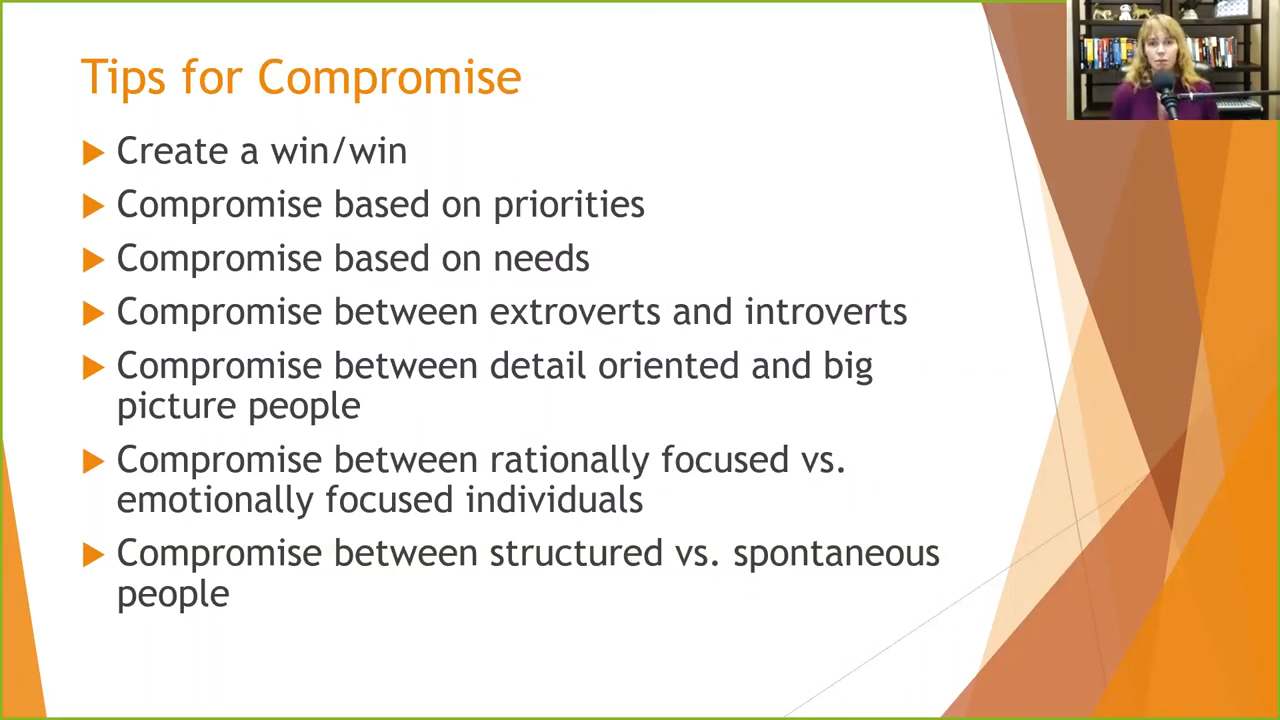 Tips for Compromise
Create a win/win
Compromise based on priorities
Compromise based on needs
Compromise between extroverts and introverts
Compromise between detail oriented and big
picture people
Compromise between rationally focused vs.
emotionally focused individuals
Compromise between structured vs. spontaneous
people